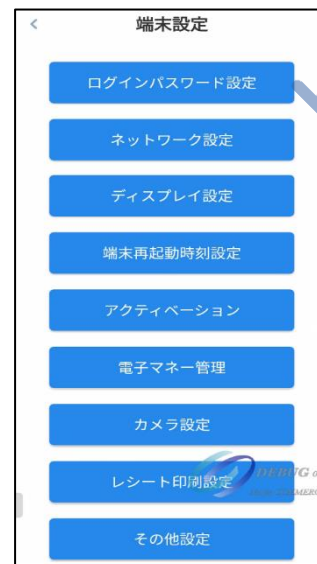 端末設定
ログインパスワード設定
ネットワーク設定
ディスプレイ設定
端末再起動時刻設定
アクティベーション
電子マネー管理
カメラ設定
レシート印刷設定
DEBUG
その他設定